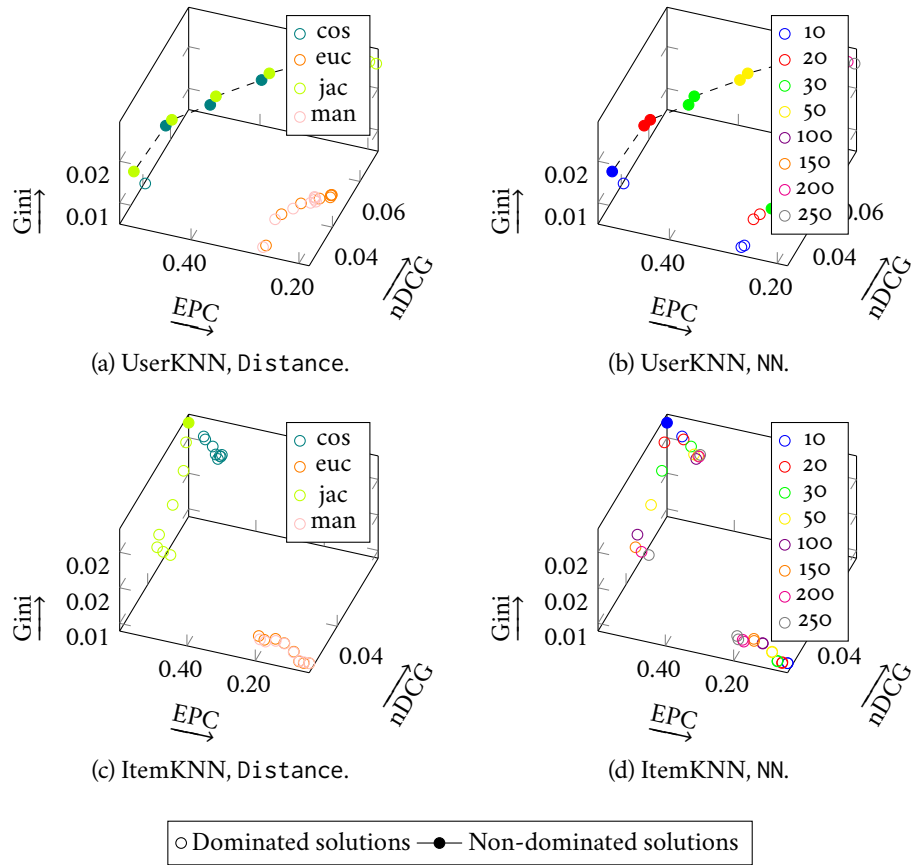 cos
euc
jac
man
0.02
0.01
Gini
0.40
0.20
EPC
0.04
0.06
nDCG
(a) UserKNN, Distance.
10
20
30
50
100
150
200
250
0.02
0.01
Gini
0.40
0.20
EPC
0.04
0.06
nDCG
(b) UserKNN, NN.
cos
euc
jac
man
0.02
0.02
0.01
Gini
0.40
0.20
EPC
0.04
nDCG
(c) ItemKNN, Distance.
10
20
30
50
100
150
200
250
0.02
0.02
0.01
Gini
0.40
0.20
EPC
0.04
nDCG
(d) ItemKNN, NN.
Dominated solutions Non-dominated solutions